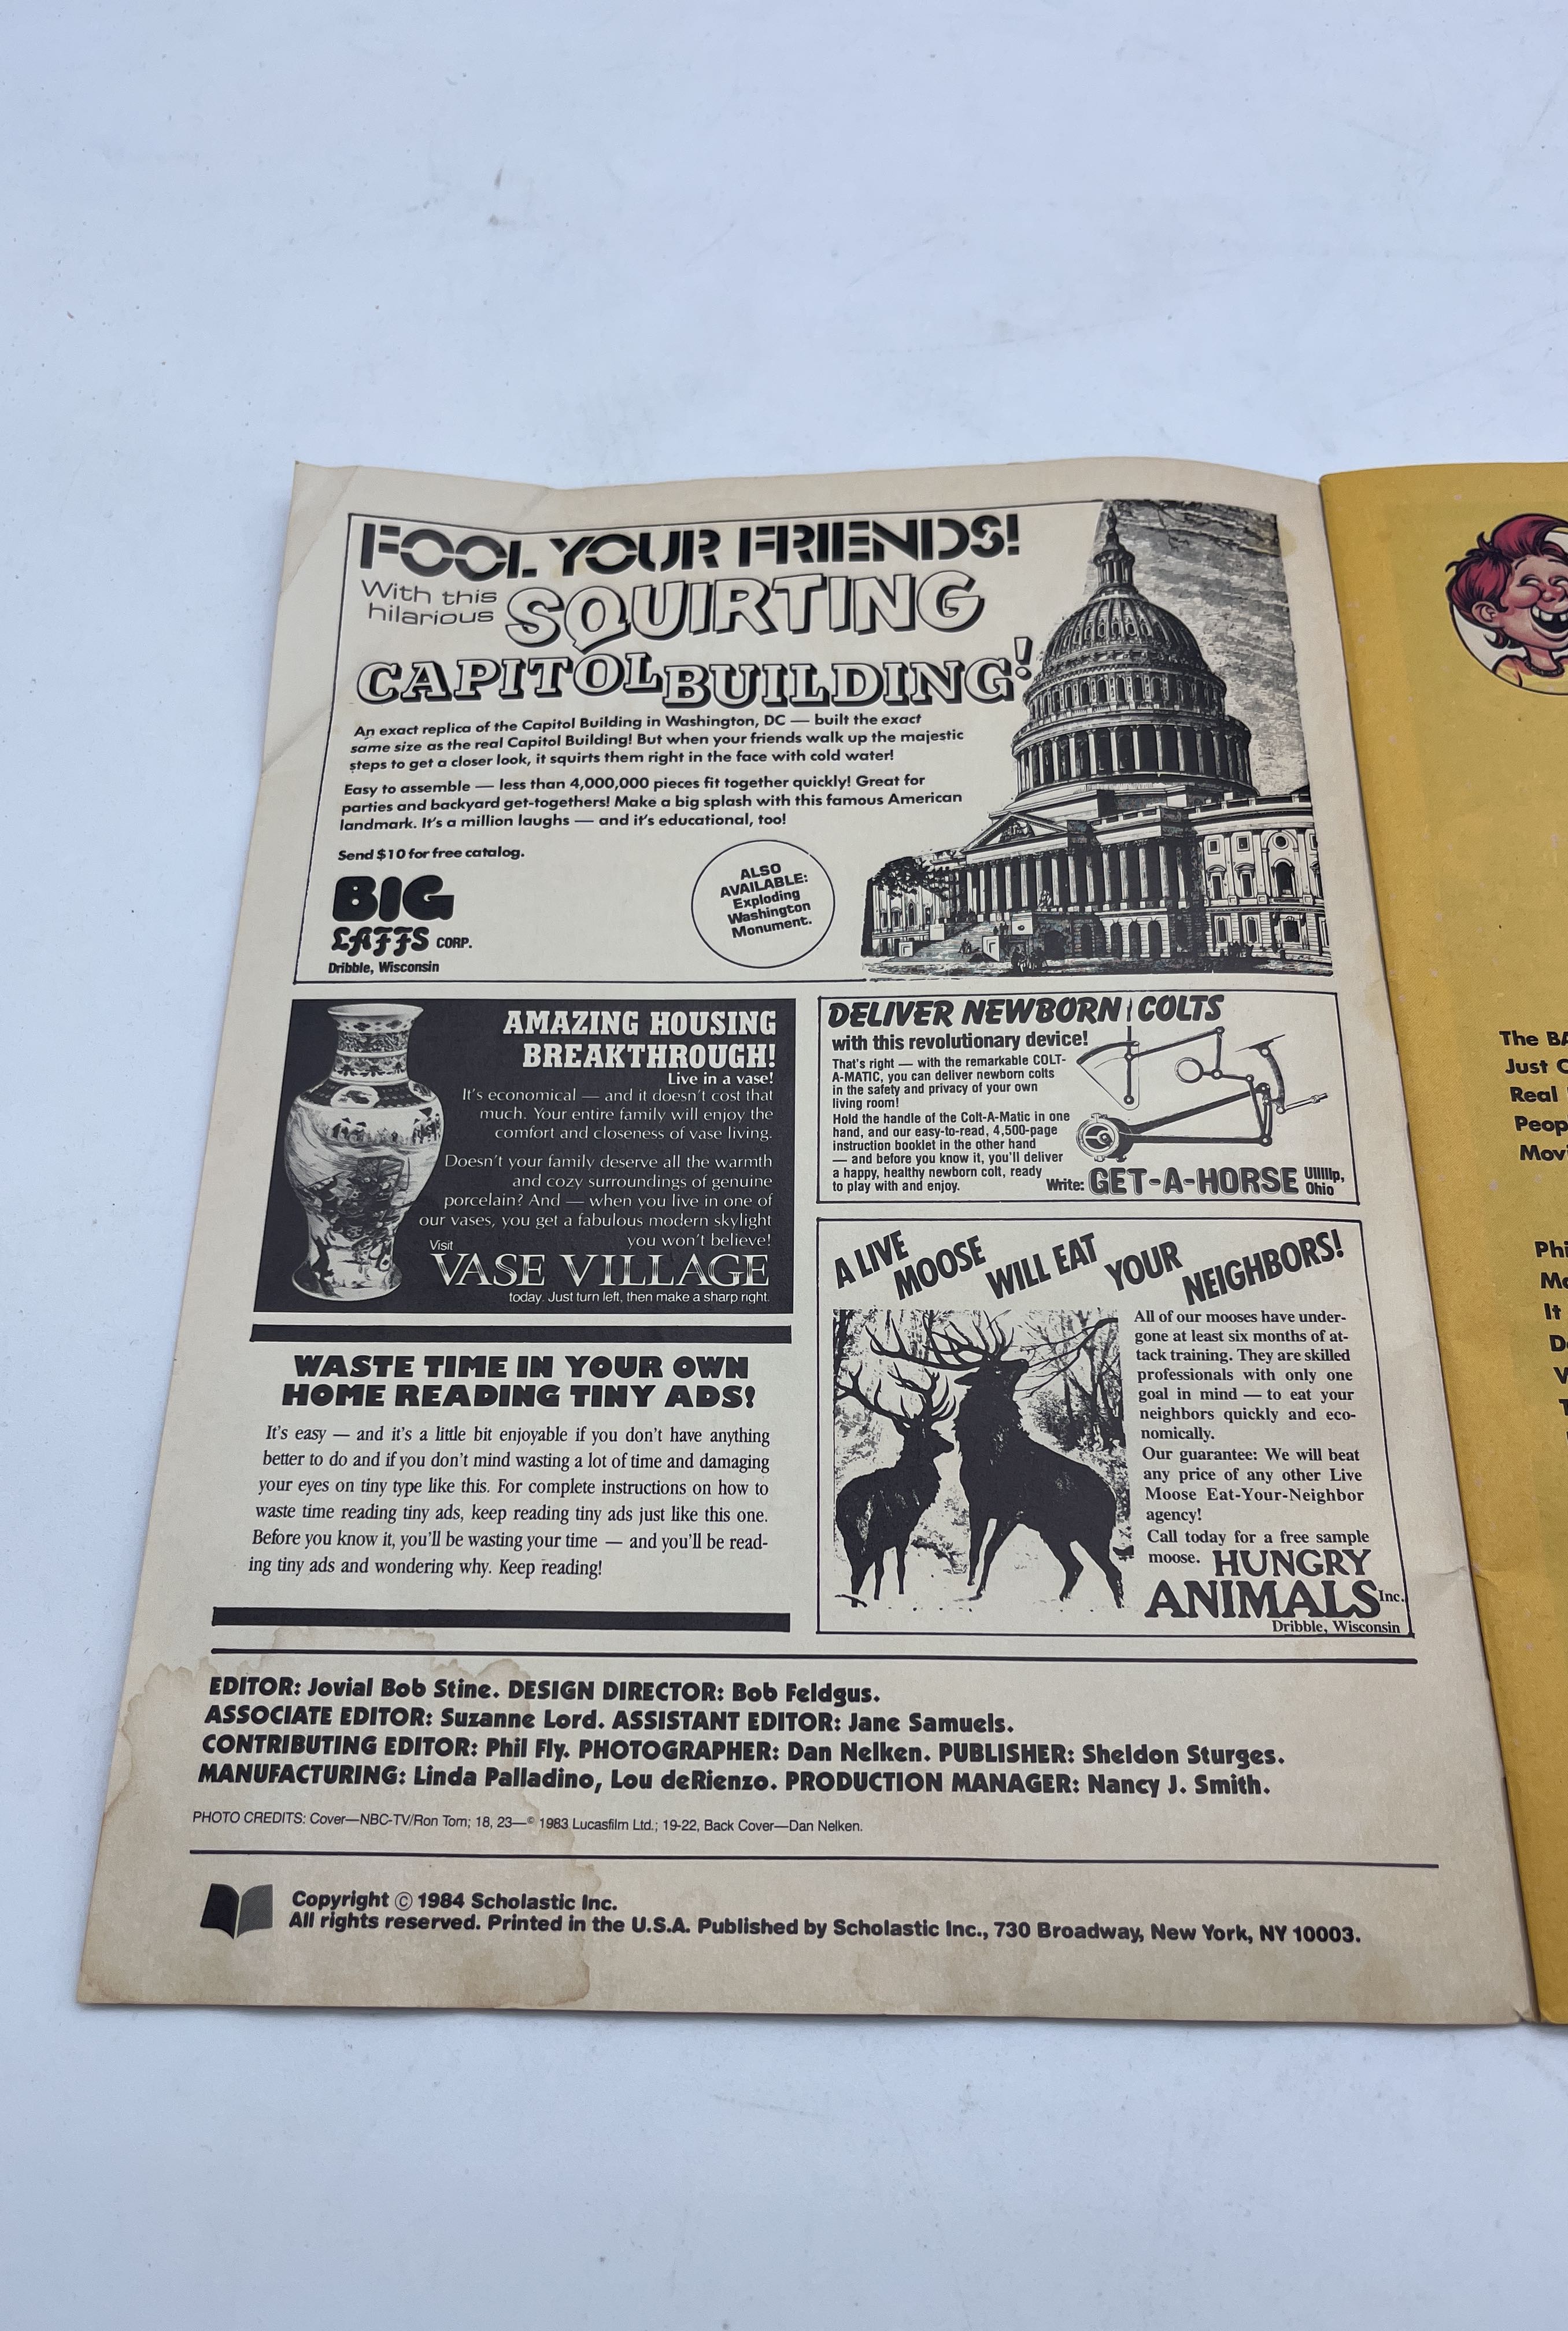 FOOL YOUR FRIENDS!
With this
hilarious SQUIRTING
CAPITOL BUILDING!
An exact replica of the Capitol Building in Washington, DC — built the exact
same size as the real Capitol Building! But when your friends walk up the majestic
steps to get a closer look, it squirts them right in the face with cold water!
Easy to assemble — less than 4,000,000 pieces fit together quickly! Great for
parties and backyard get-togethers! Make a big splash with this famous American
landmark. It's a million laughs — and it's educational, too!
Send $10 for free catalog.
BIG
LAFFS CORP.
Dribble, Wisconsin
ALSO
AVAILABLE:
Exploding
Washington
Monument.
AMAZING HOUSING
BREAKTHROUGH!
Live in a vase!
It's economical — and it doesn't cost that
much. Your entire family will enjoy the
comfort and closeness of vase living.
Doesn't your family deserve all the warmth
and cozy surroundings of genuine
porcelain? And — when you live in one of
our vases, you get a fabulous modern skylight
you won't believe!
Visit
VASE VILLAGE
today. Just turn left, then make a sharp right.
DELIVER NEWBORN COLTS
with this revolutionary device!
That's right — with the remarkable COLT-
A-MATIC, you can deliver newborn colts
in the safety and privacy of your own
living room!
Hold the handle of the Colt-A-Matic in one
hand, and our easy-to-read, 4,500-page
instruction booklet in the other hand
— and before you know it, you'll deliver
a happy, healthy newborn colt, ready
to play with and enjoy.
Write: GET-A-HORSE Ulllllp,
Ohio
A LIVE MOOSE WILL EAT YOUR NEIGHBORS!
All of our mooses have under-
gone at least six months of at-
tack training. They are skilled
professionals with only one
goal in mind — to eat your
neighbors quickly and eco-
nomically.
Our guarantee: We will beat
any price of any other Live
Moose Eat-Your-Neighbor
agency!
Call today for a free sample
moose. HUNGRY
ANIMALS Inc.
Dribble, Wisconsin
WASTE TIME IN YOUR OWN
HOME READING TINY ADS!
It's easy — and it's a little bit enjoyable if you don't have anything
better to do and if you don't mind wasting a lot of time and damaging
your eyes on tiny type like this. For complete instructions on how to
waste time reading tiny ads, keep reading tiny ads just like this one.
Before you know it, you'll be wasting your time — and you'll be read-
ing tiny ads and wondering why. Keep reading!
EDITOR: Jovial Bob Stine. DESIGN DIRECTOR: Bob Feldgus.
ASSOCIATE EDITOR: Suzanne Lord. ASSISTANT EDITOR: Jane Samuels.
CONTRIBUTING EDITOR: Phil Fly. PHOTOGRAPHER: Dan Nelken. PUBLISHER: Sheldon Sturges.
MANUFACTURING: Linda Palladino, Lou deRienzo. PRODUCTION MANAGER: Nancy J. Smith.
PHOTO CREDITS: Cover—NBC-TV/Ron Tom; 18, 23—© 1983 Lucasfilm Ltd.; 19-22, Back Cover—Dan Nelken.
Copyright © 1984 Scholastic Inc.
All rights reserved. Printed in the U.S.A. Published by Scholastic Inc., 730 Broadway, New York, NY 10003.
The
Just
Real
It